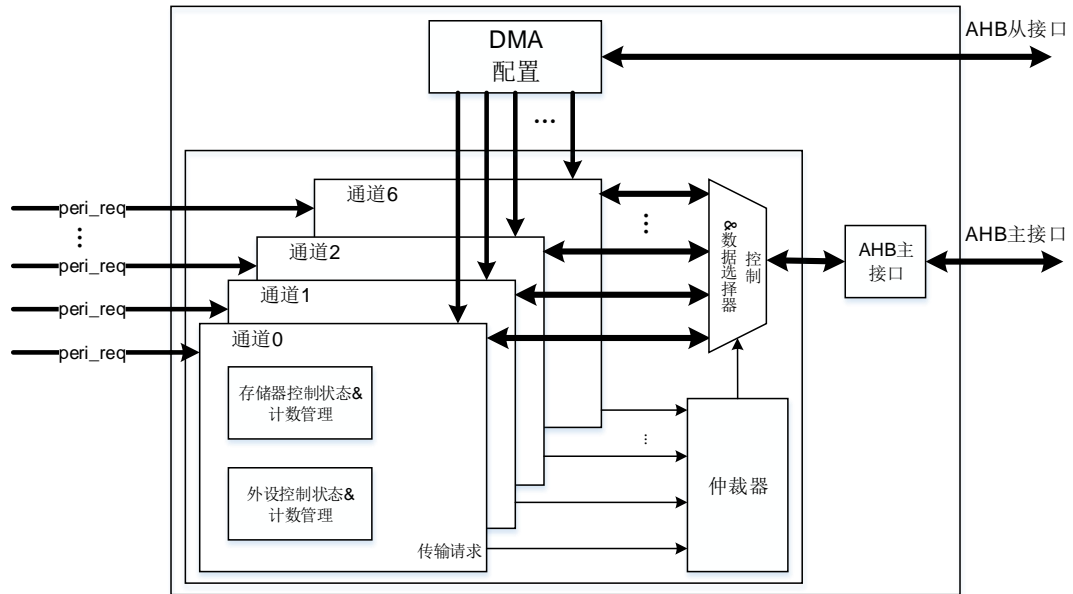 DMA
配置
AHB从接口
...
通道6
peri_req
...
...
通道2
控制
&数据选择器
AHB主接口
peri_req
AHB主
接口
通道1
peri_req
通道0
peri_req
存储器控制状态&
计数管理
...
仲裁器
外设控制状态&
计数管理
传输请求